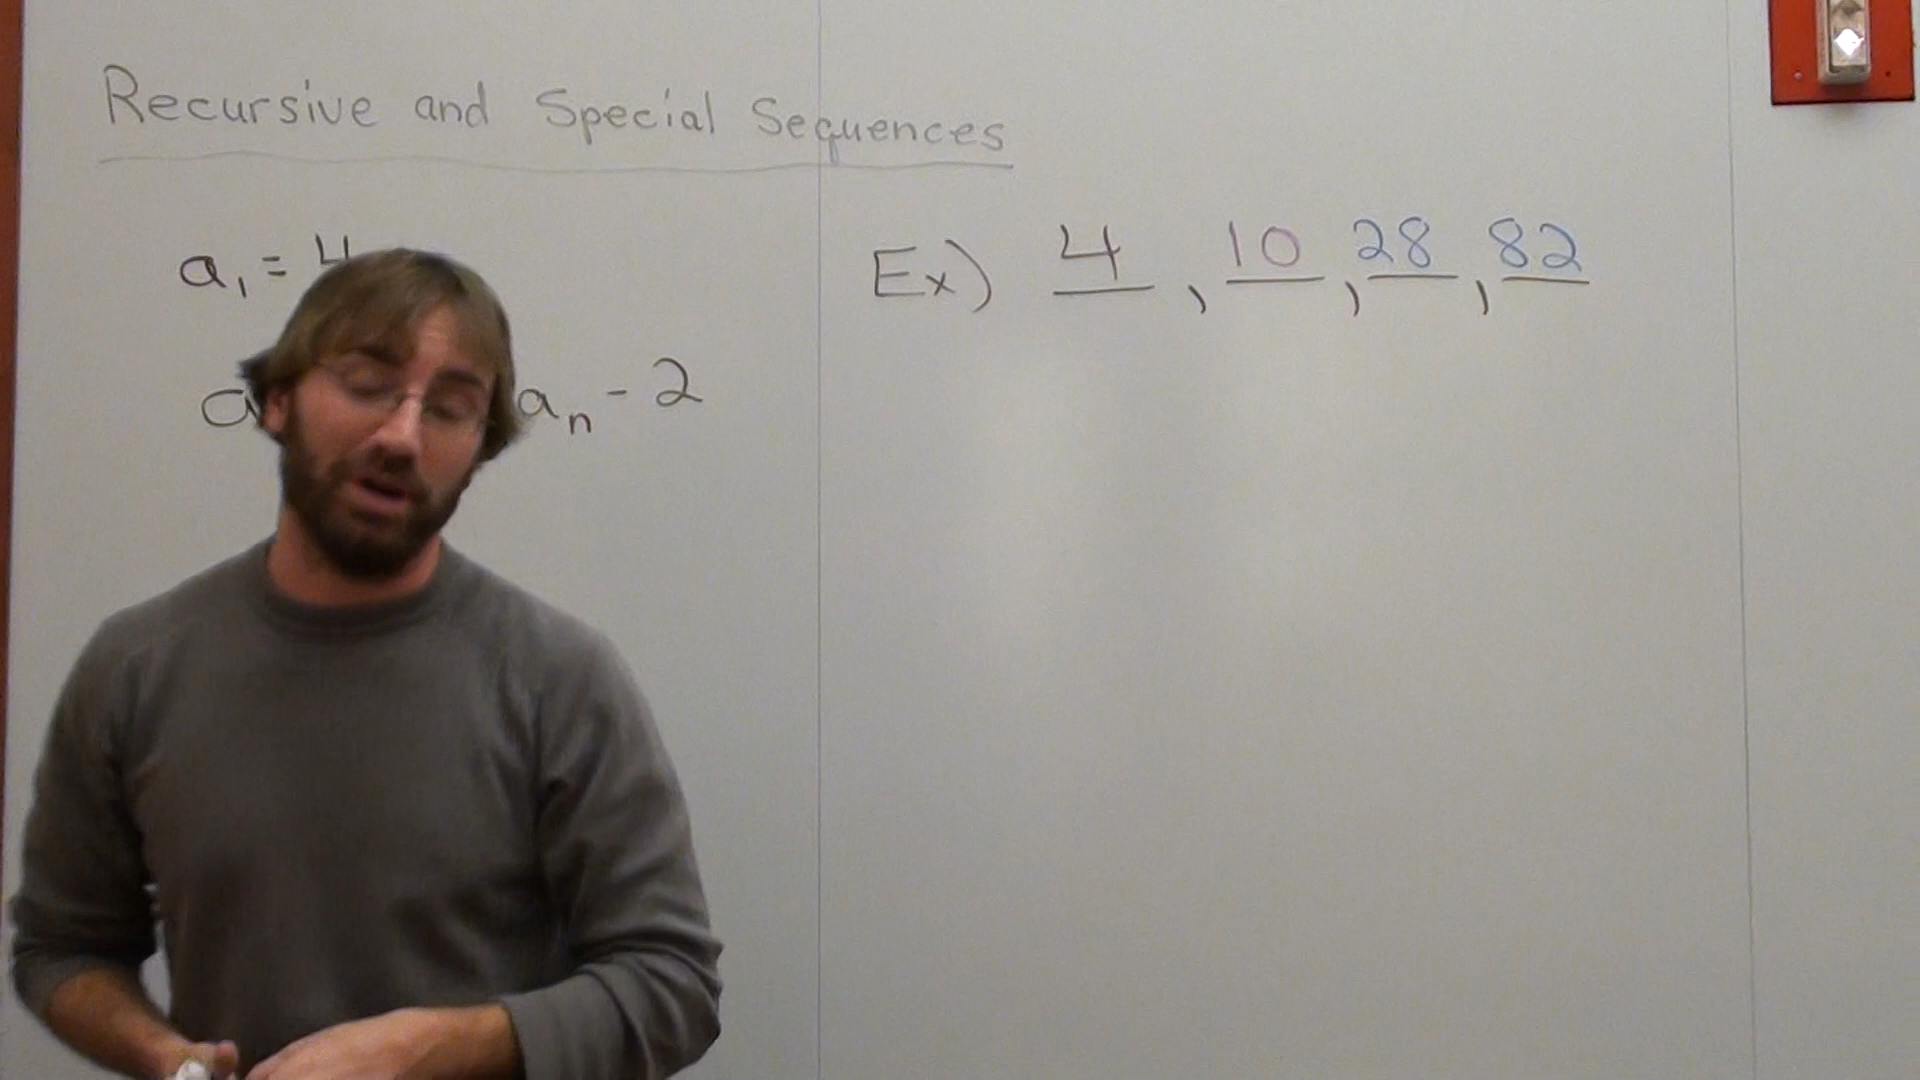 Recursive and Special Sequences
a₁ = 4
a aₙ - 2
Ex) 4, 10, 28, 82